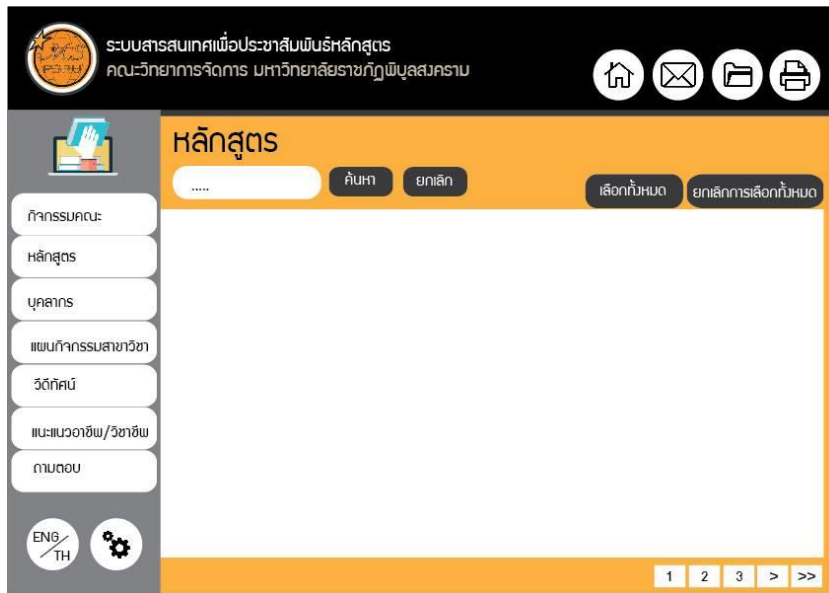 ระบบสารสนเทศเพื่อประชาสัมพันธ์หลักสูตร
คณะวิทยาการจัดการ มหาวิทยาลัยราชภัฏพิบูลสงคราม
PSRU
หลักสูตร
.....
ค้นหา
ยกเลิก
เลือกทั้งหมด
ยกเลิกการเลือกทั้งหมด
กิจกรรมคณะ
หลักสูตร
บุคลากร
แผนกิจกรรมสาขาวิชา
วีดีทัศน์
แนะแนวอาชีพ/วิชาชีพ
ถามตอบ
ENG/TH
1 2 3 > >>